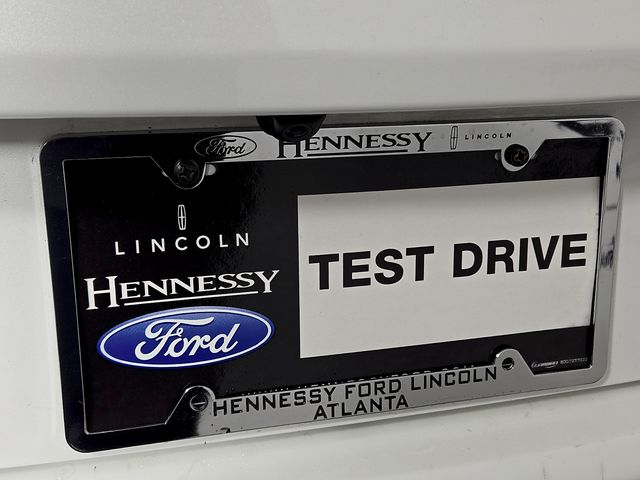 Ford HENNESSY LINCOLN
LINCOLN
HENNESSY
Ford
TEST DRIVE
HENNESSY FORD LINCOLN
ATLANTA